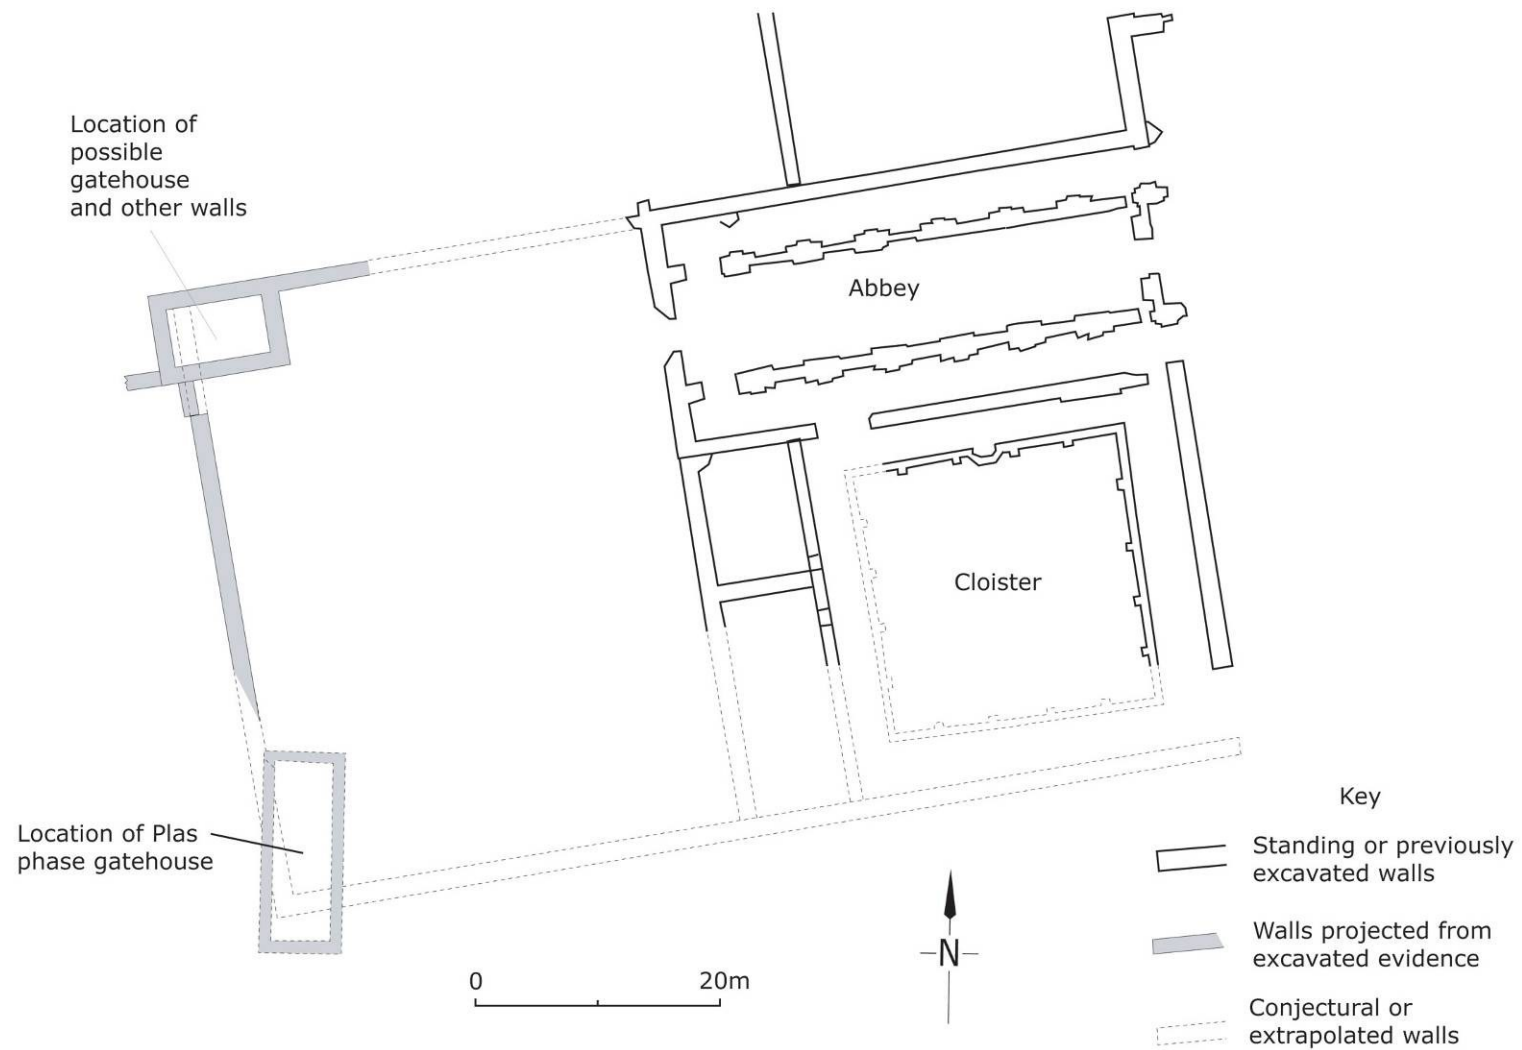 Location of
possible
gatehouse
and other walls
Abbey
Cloister
Location of Plas
phase gatehouse
Key
Standing or previously
excavated walls
Walls projected from
excavated evidence
Conjectural or
extrapolated walls
N
0 20m